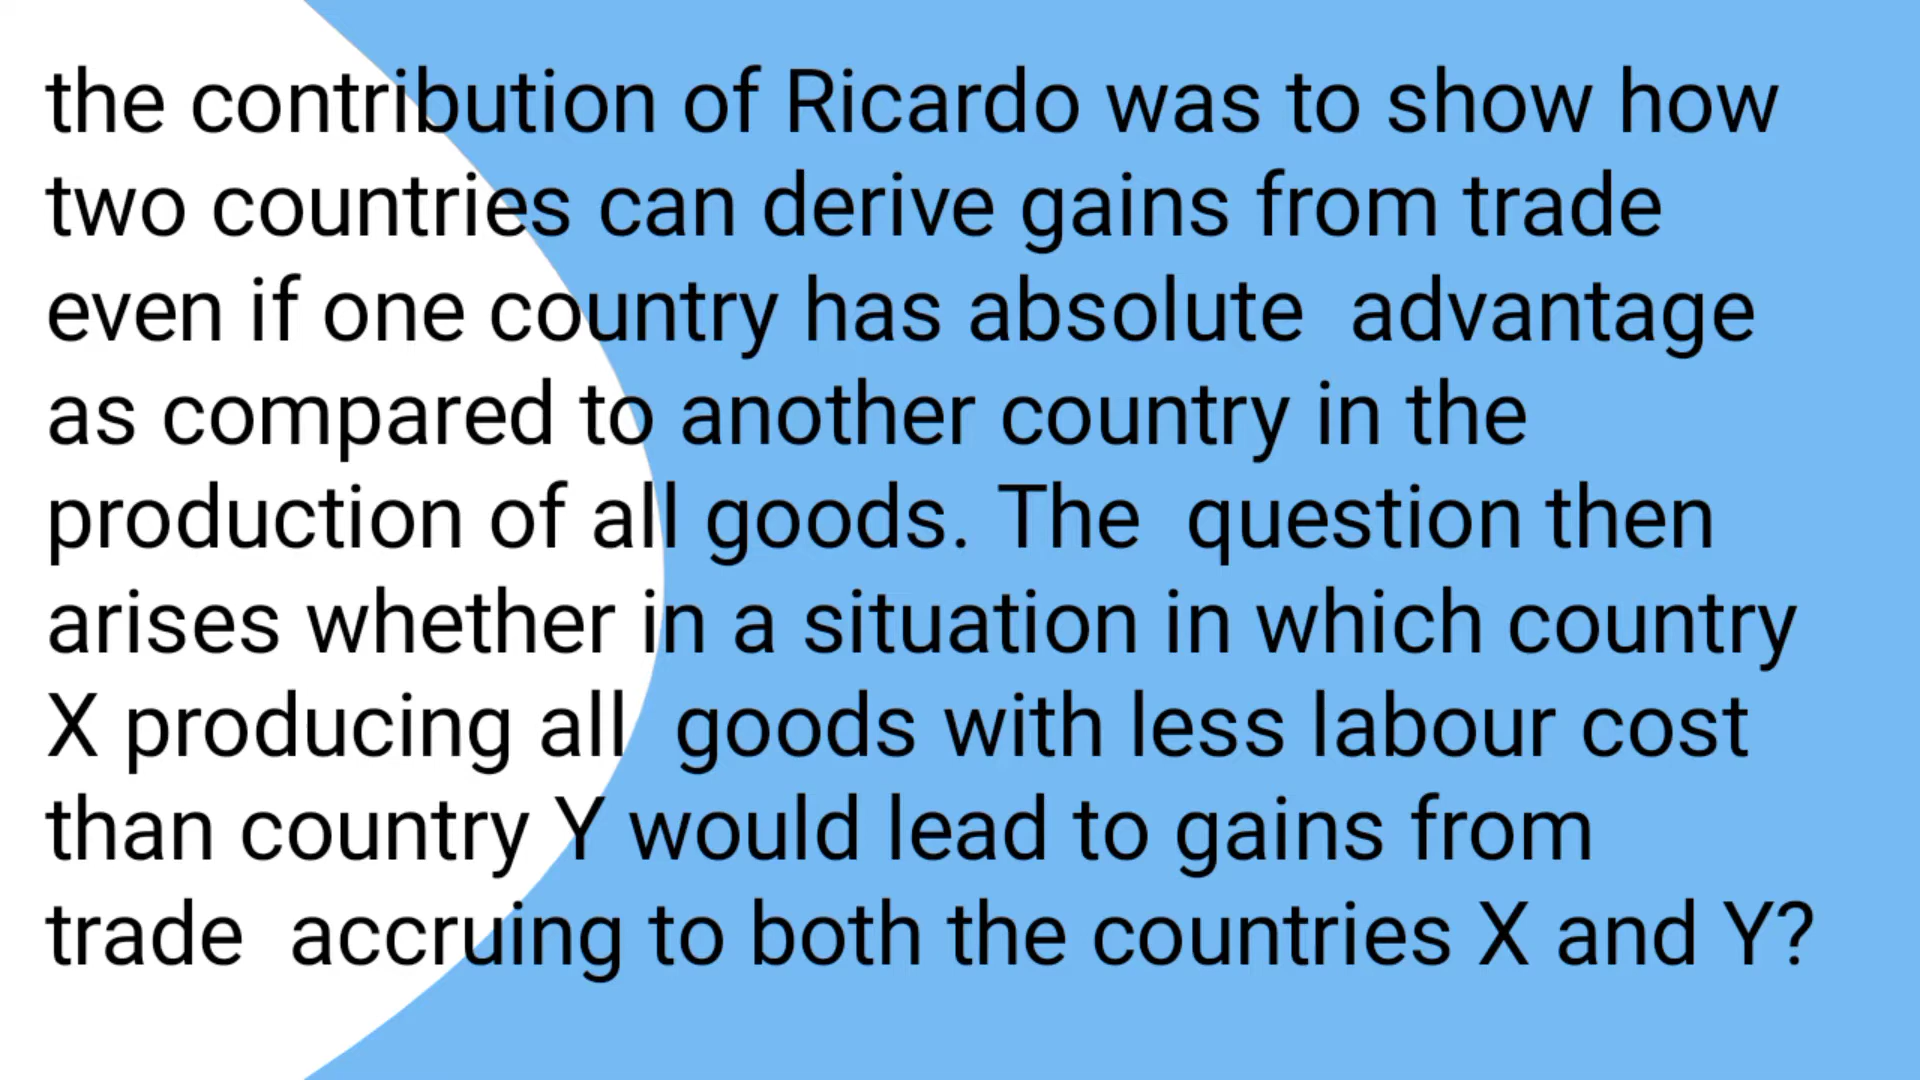 the contribution of Ricardo was to show how
two countries can derive gains from trade
even if one country has absolute  advantage
as compared to another country in the
production of all goods. The  question then
arises whether in a situation in which country
X producing all  goods with less labour cost
than country Y would lead to gains from
trade  accruing to both the countries X and Y?